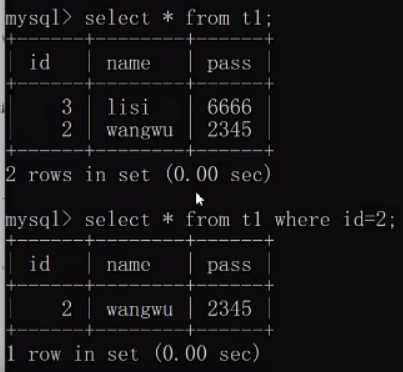 mysql> select * from t1;
+------+--------+------+
| id | name | pass |
+------+--------+------+
| 3 | lisi | 6666 |
| 2 | wangwu | 2345 |
+------+--------+------+
2 rows in set (0.00 sec)
mysql> select * from t1 where id=2;
+------+--------+------+
| id | name | pass |
+------+--------+------+
| 2 | wangwu | 2345 |
+------+--------+------+
1 row in set (0.00 sec)